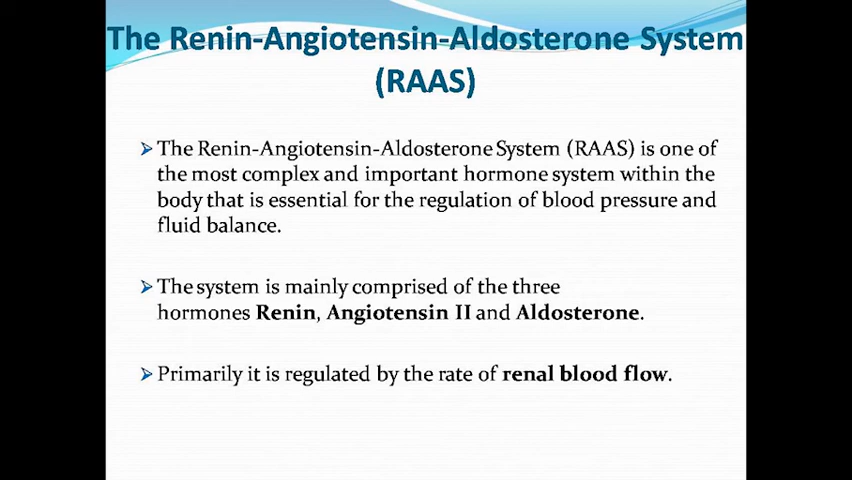 The Renin-Angiotensin-Aldosterone System
(RAAS)
The Renin-Angiotensin-Aldosterone System (RAAS) is one of
the most complex and important hormone system within the
body that is essential for the regulation of blood pressure and
fluid balance.
The system is mainly comprised of the three
hormones Renin, Angiotensin II and Aldosterone.
Primarily it is regulated by the rate of renal blood flow.